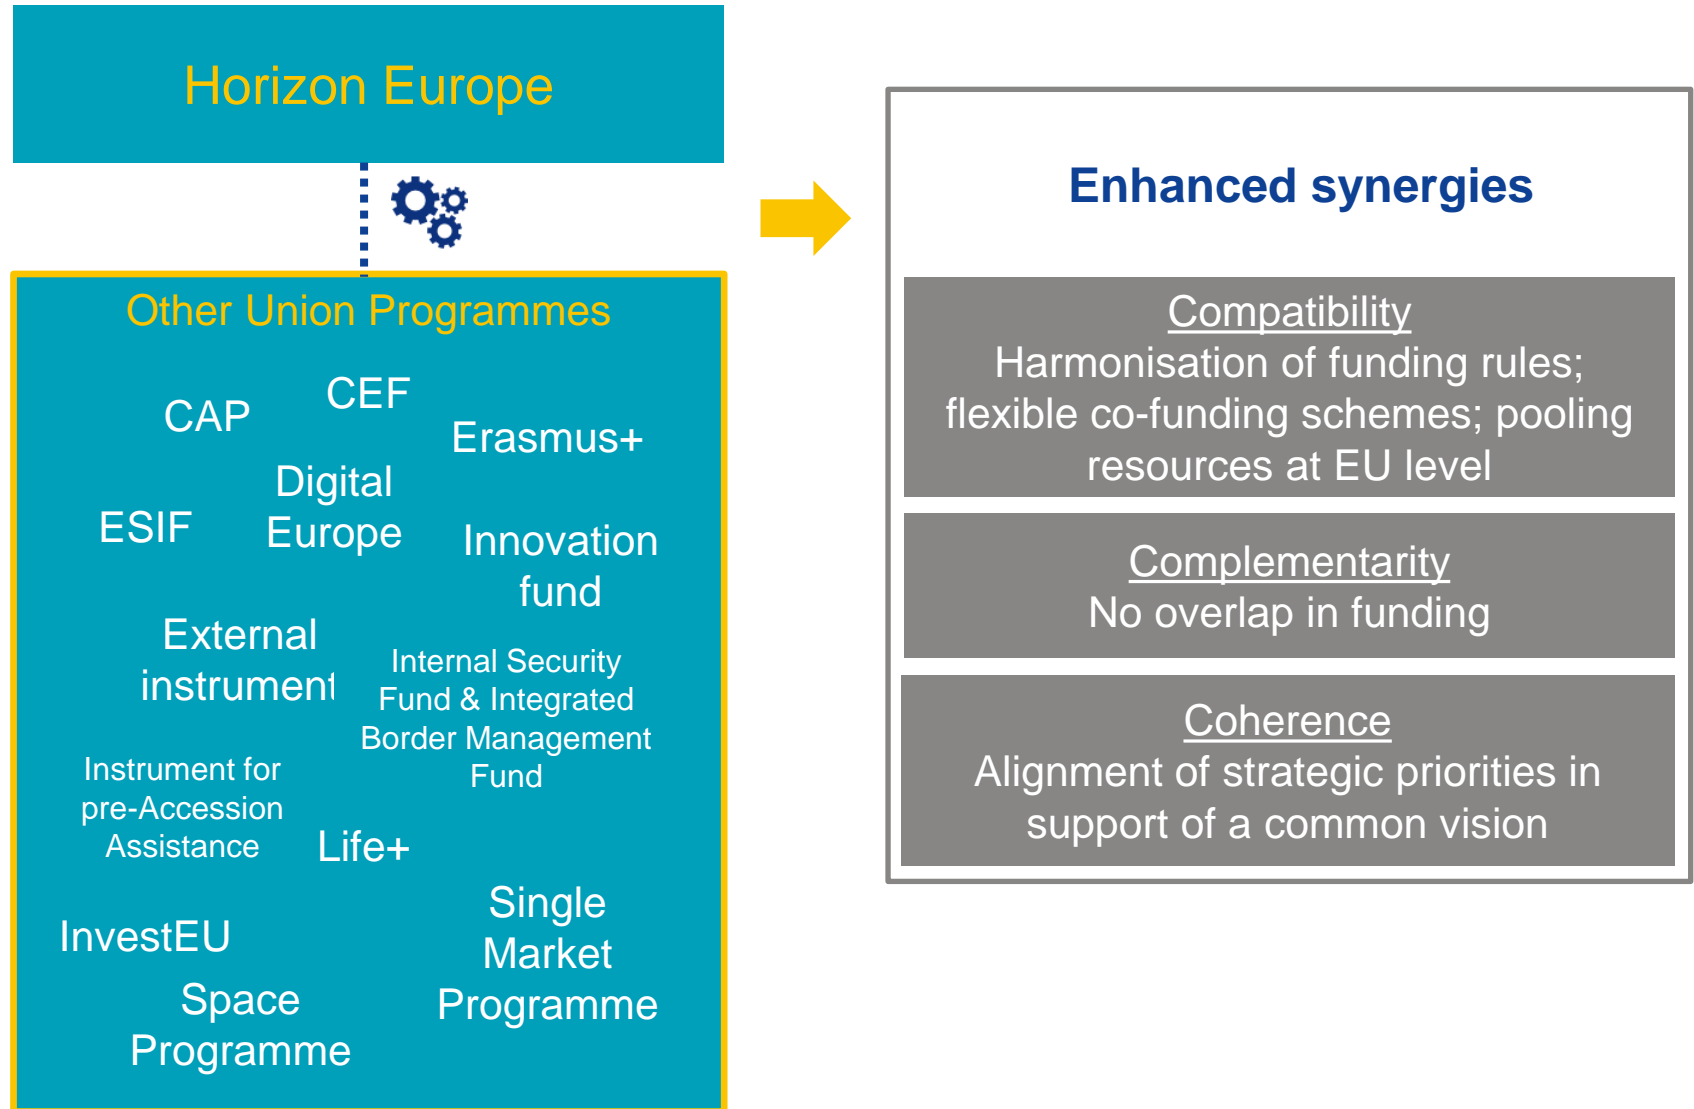 Horizon Europe
Other Union Programmes
CAP
CEF
Erasmus+
ESIF
Digital
Europe
Innovation
fund
External
instrument
Internal Security
Fund & Integrated
Border Management
Fund
Instrument for
pre-Accession
Assistance
Life+
InvestEU
Single
Market
Programme
Space
Programme
Enhanced synergies
Compatibility
Harmonisation of funding rules;
flexible co-funding schemes; pooling
resources at EU level
Complementarity
No overlap in funding
Coherence
Alignment of strategic priorities in
support of a common vision